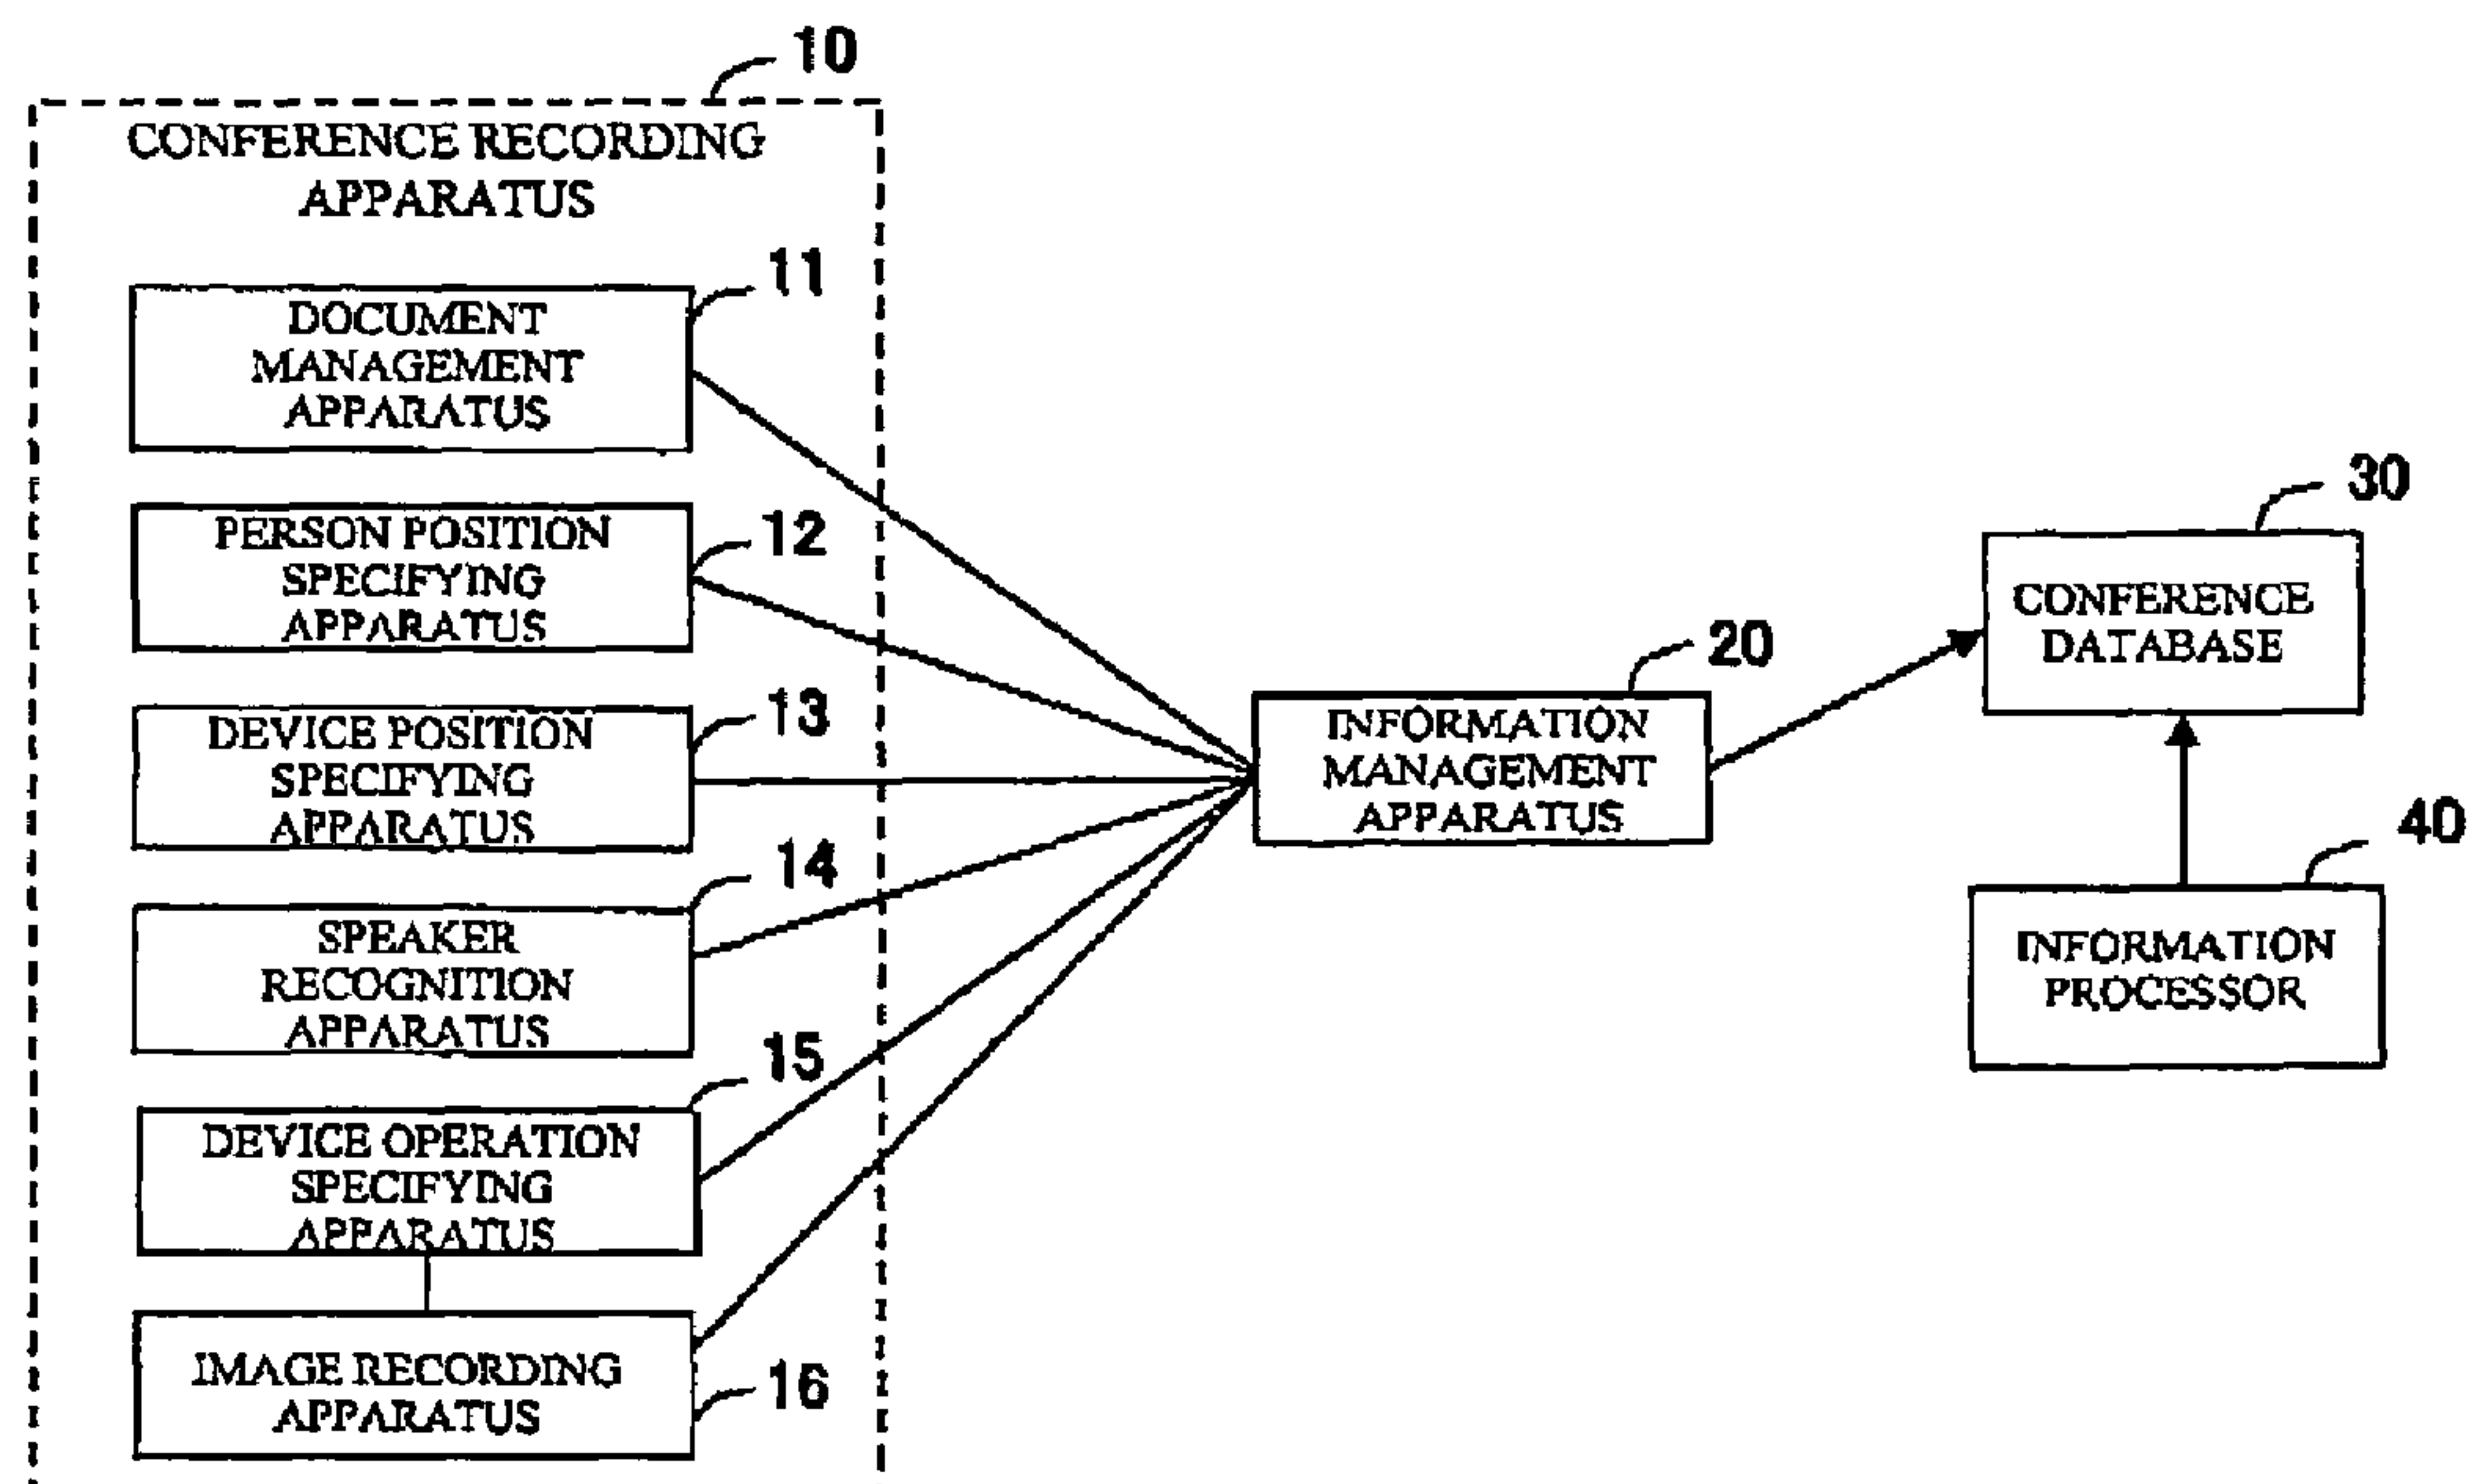 10
CONFERENCE RECORDING
APPARATUS
11
DOCUMENT
MANAGEMENT
APPARATUS
12
PERSON POSITION
SPECIFYING
APPARATUS
13
DEVICE POSITION
SPECIFYING
APPARATUS
14
SPEAKER
RECOGNITION
APPARATUS
15
DEVICE OPERATION
SPECIFYING
APPARATUS
16
IMAGE RECORDING
APPARATUS
20
INFORMATION
MANAGEMENT
APPARATUS
30
CONFERENCE
DATABASE
40
INFORMATION
PROCESSOR